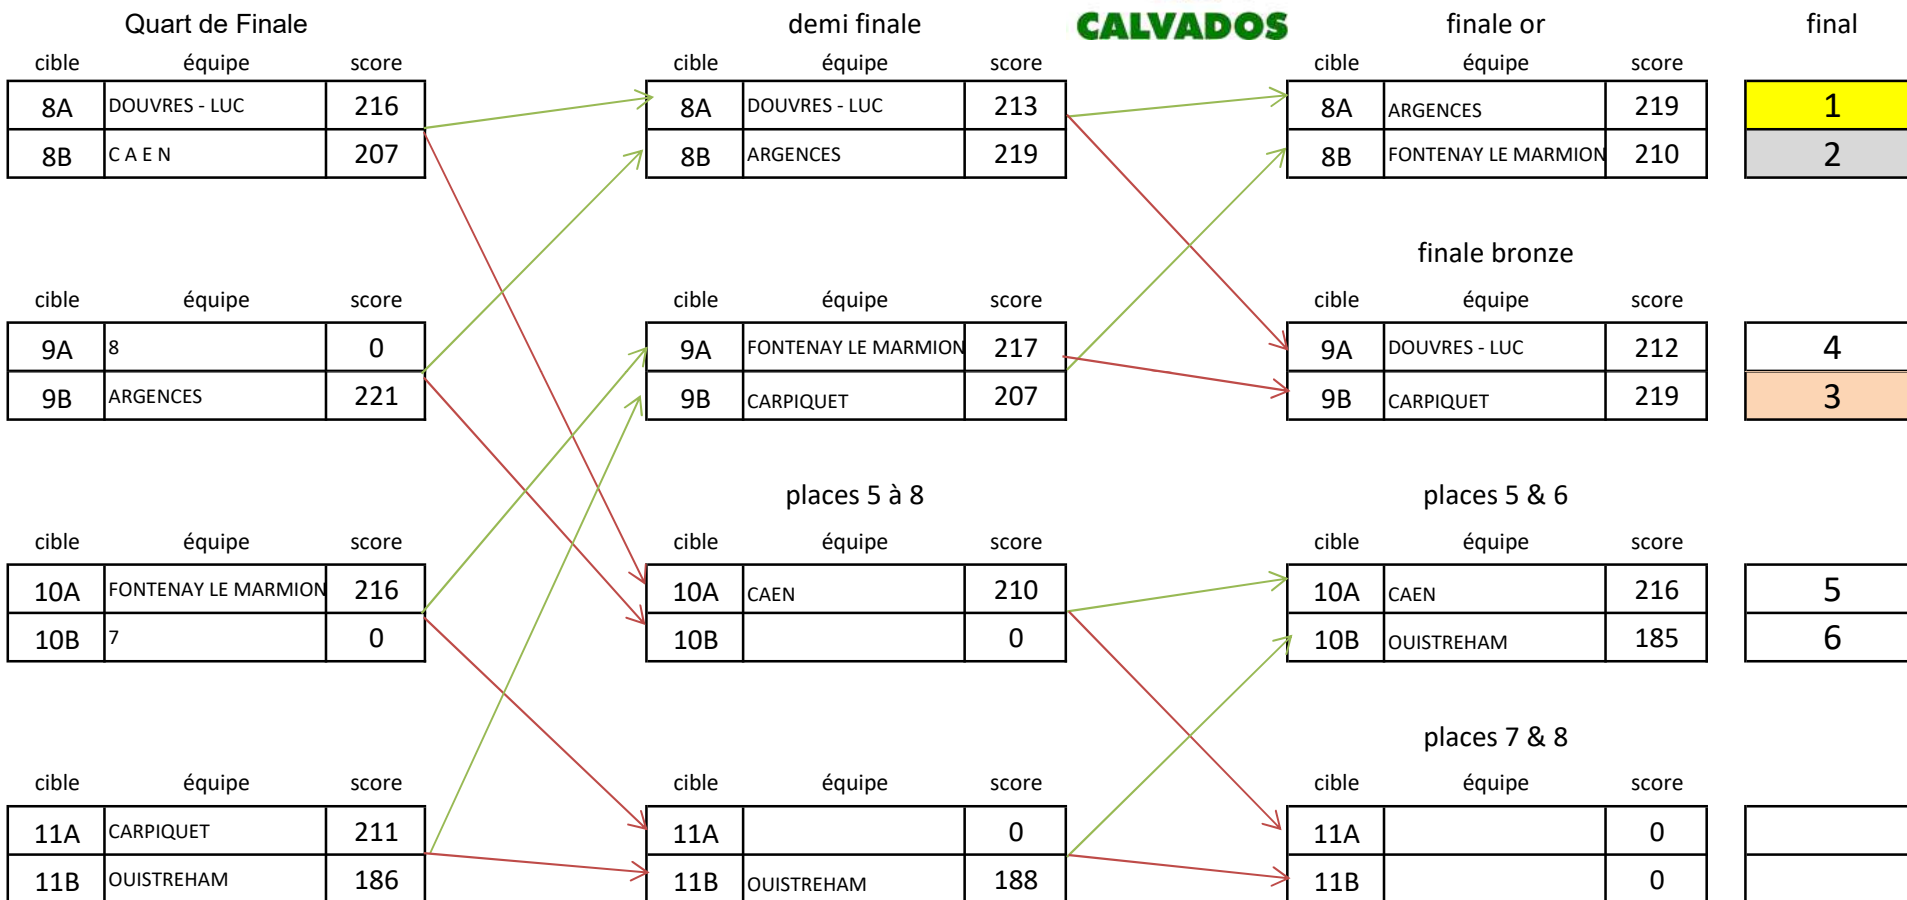 CALVADOS
Quart de Finale demi finale finale or final
cible équipe score cible équipe score cible équipe score
8A DOUVRES - LUC 216 8A DOUVRES - LUC 213 8A ARGENCES 219 1
8B C A E N 207 8B ARGENCES 219 8B FONTENAY LE MARMION 210 2
finale bronze
cible équipe score cible équipe score cible équipe score
9A 8 0 9A FONTENAY LE MARMION 217 9A DOUVRES - LUC 212 4
9B ARGENCES 221 9B CARPIQUET 207 9B CARPIQUET 219 3
places 5 à 8 places 5 & 6
cible équipe score cible équipe score cible équipe score
10A FONTENAY LE MARMION 216 10A CAEN 210 10A CAEN 216 5
10B 7 0 10B 0 10B OUISTREHAM 185 6
places 7 & 8
cible équipe score cible équipe score cible équipe score
11A CARPIQUET 211 11A 0 11A 0
11B OUISTREHAM 186 11B OUISTREHAM 188 11B 0